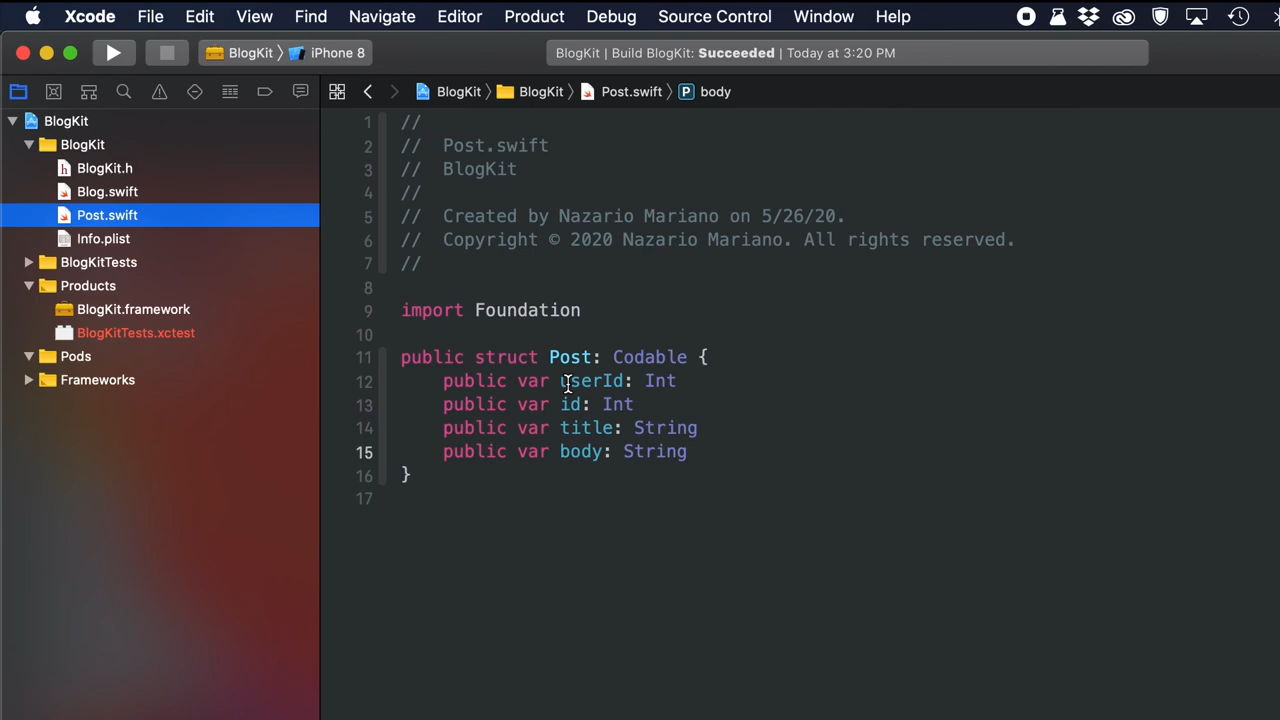 Xcode File Edit View Find Navigate Editor Product Debug Source Control Window Help
BlogKit 〉 iPhone 8
BlogKit | Build BlogKit: Succeeded | Today at 3:20 PM
BlogKit 〉 BlogKit 〉 Post.swift 〉 P body
BlogKit
BlogKit
h BlogKit.h
Blog.swift
Post.swift
Info.plist
BlogKitTests
Products
BlogKit.framework
BlogKitTests.xctest
Pods
Frameworks
1 //
2 // Post.swift
3 // BlogKit
4 //
5 // Created by Nazario Mariano on 5/26/20.
6 // Copyright © 2020 Nazario Mariano. All rights reserved.
7 //
8
9 import Foundation
10
11 public struct Post: Codable {
12 public var userId: Int
13 public var id: Int
14 public var title: String
15 public var body: String
16 }
17